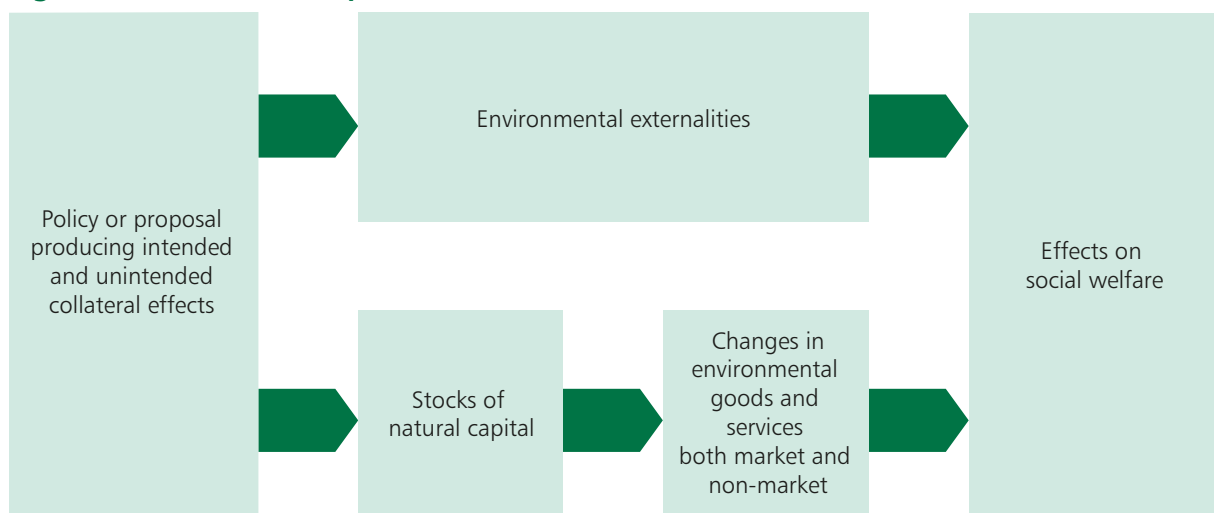 Environmental externalities
Policy or proposal
producing intended
and unintended
collateral effects
Effects on
social welfare
Stocks of
natural capital
Changes in
environmental
goods and
services
both market and
non-market